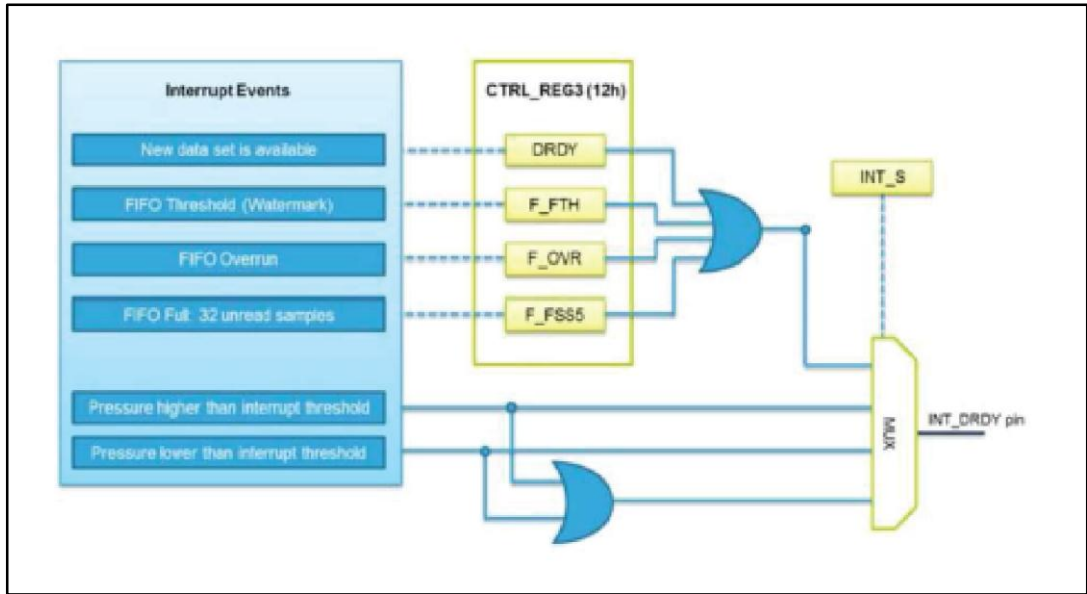 Interrupt Events
New data set is available
FIFO Threshold (Watermark)
FIFO Overrun
FIFO Full: 32 unread samples
Pressure higher than interrupt threshold
Pressure lower than interrupt threshold
CTRL_REG3 (12h)
DRDY
F_FTH
F_OVR
F_FSS5
INT_S
MUX
INT_DRDY pin